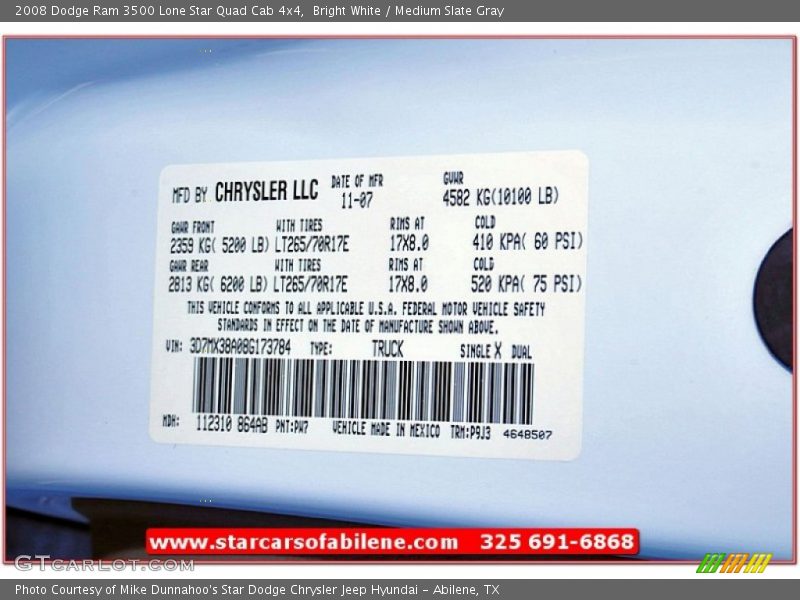 2008 Dodge Ram 3500 Lone Star Quad Cab 4x4,  Bright White / Medium Slate Gray
MFD BY CHRYSLER LLC DATE OF MFR 11-07 GVWR 4582 KG(10100 LB)
GAWR FRONT WITH TIRES RIMS AT COLD
2359 KG( 5200 LB) LT265/70R17E 17X8.0 410 KPA( 60 PSI)
GAWR REAR WITH TIRES RIMS AT COLD
2813 KG( 6200 LB) LT265/70R17E 17X8.0 520 KPA( 75 PSI)
THIS VEHICLE CONFORMS TO ALL APPLICABLE U.S.A. FEDERAL MOTOR VEHICLE SAFETY
STANDARDS IN EFFECT ON THE DATE OF MANUFACTURE SHOWN ABOVE.
VIN: 3D7MX38A08G173784 TYPE: TRUCK SINGLE X DUAL
MDH: 112310 864AB PNT:PW7 VEHICLE MADE IN MEXICO TRM:P9J3 4648507
www.starcarsofabilene.com 325 691-6868
GTCARLOT.COM
Photo Courtesy of Mike Dunnahoo's Star Dodge Chrysler Jeep Hyundai - Abilene, TX